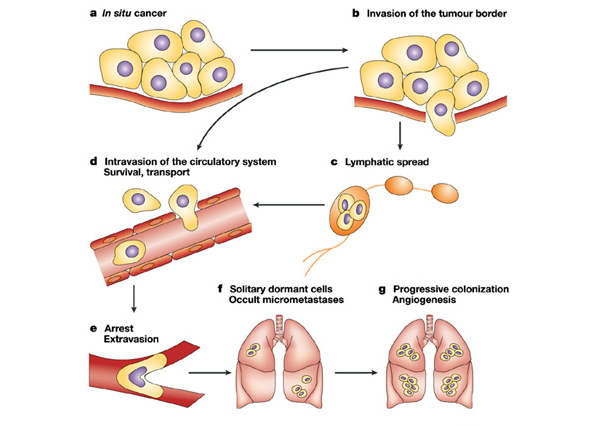 a In situ cancer
b Invasion of the tumour border
d Intravasion of the circulatory system
Survival, transport
c Lymphatic spread
f Solitary dormant cells
Occult micrometastases
g Progressive colonization
Angiogenesis
e Arrest
Extravasion